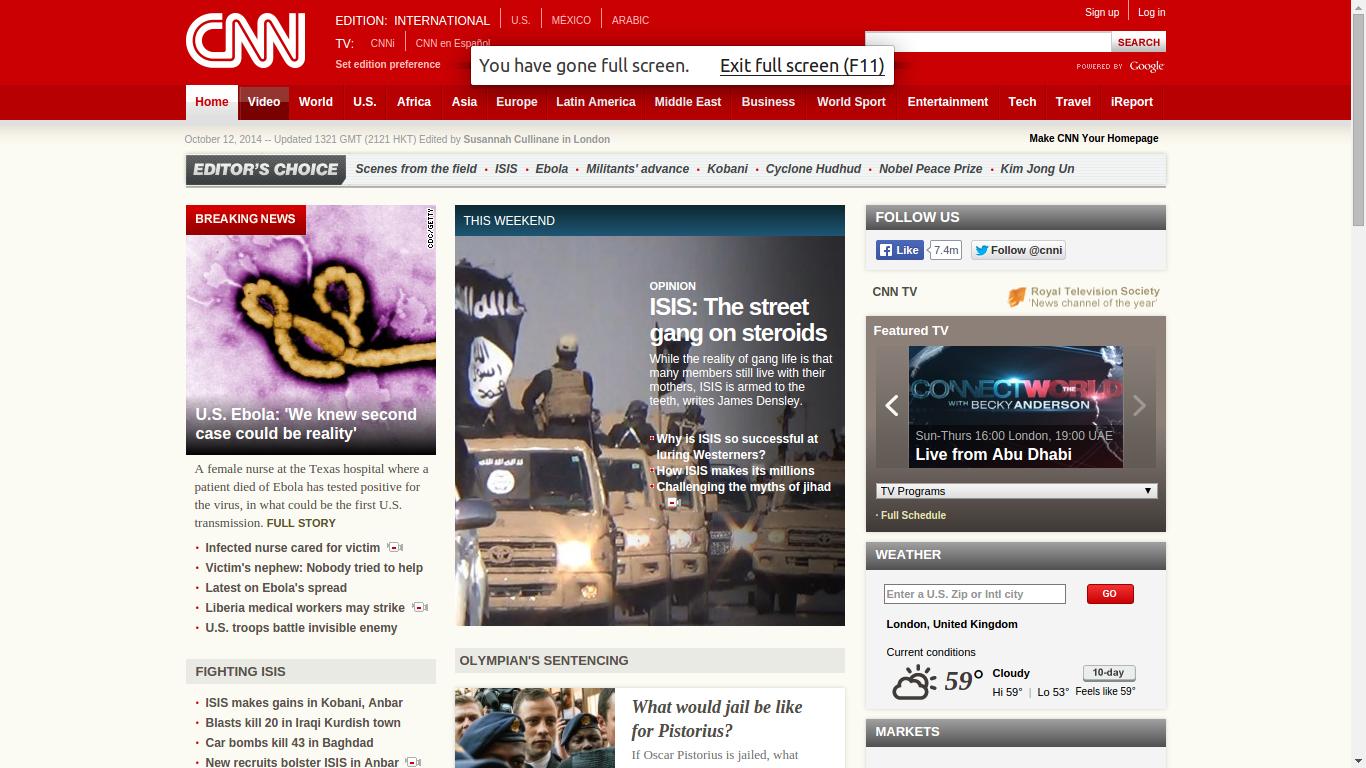 CNN
EDITION: INTERNATIONAL U.S. MÉXICO ARABIC
TV: CNNi CNN en Español
Set edition preference
Sign up Log in
SEARCH
POWERED BY Google
You have gone full screen. Exit full screen (F11)
Home Video World U.S. Africa Asia Europe Latin America Middle East Business World Sport Entertainment Tech Travel iReport
October 12, 2014 -- Updated 1321 GMT (2121 HKT) Edited by Susannah Cullinane in London
Make CNN Your Homepage
EDITOR'S CHOICE Scenes from the field • ISIS • Ebola • Militants' advance • Kobani • Cyclone Hudhud • Nobel Peace Prize • Kim Jong Un
BREAKING NEWS
CDC/GETTY
U.S. Ebola: 'We knew second
case could be reality'
A female nurse at the Texas hospital where a
patient died of Ebola has tested positive for
the virus, in what could be the first U.S.
transmission. FULL STORY
• Infected nurse cared for victim
• Victim's nephew: Nobody tried to help
• Latest on Ebola's spread
• Liberia medical workers may strike
• U.S. troops battle invisible enemy
FIGHTING ISIS
• ISIS makes gains in Kobani, Anbar
• Blasts kill 20 in Iraqi Kurdish town
• Car bombs kill 43 in Baghdad
• New recruits bolster ISIS in Anbar
THIS WEEKEND
OPINION
ISIS: The street
gang on steroids
While the reality of gang life is that
many members still live with their
mothers, ISIS is armed to the
teeth, writes James Densley.
Why is ISIS so successful at
luring Westerners?
How ISIS makes its millions
Challenging the myths of jihad
OLYMPIAN'S SENTENCING
What would jail be like
for Pistorius?
If Oscar Pistorius is jailed, what
FOLLOW US
Like 7.4m Follow @cnni
CNN TV
Royal Television Society
'News channel of the year'
Featured TV
CONNECT THE WORLD
WITH BECKY ANDERSON
Sun-Thurs 16:00 London, 19:00 UAE
Live from Abu Dhabi
TV Programs
· Full Schedule
WEATHER
Enter a U.S. Zip or Intl city GO
London, United Kingdom
Current conditions
59° Cloudy 10-day
Hi 59° | Lo 53° Feels like 59°
MARKETS